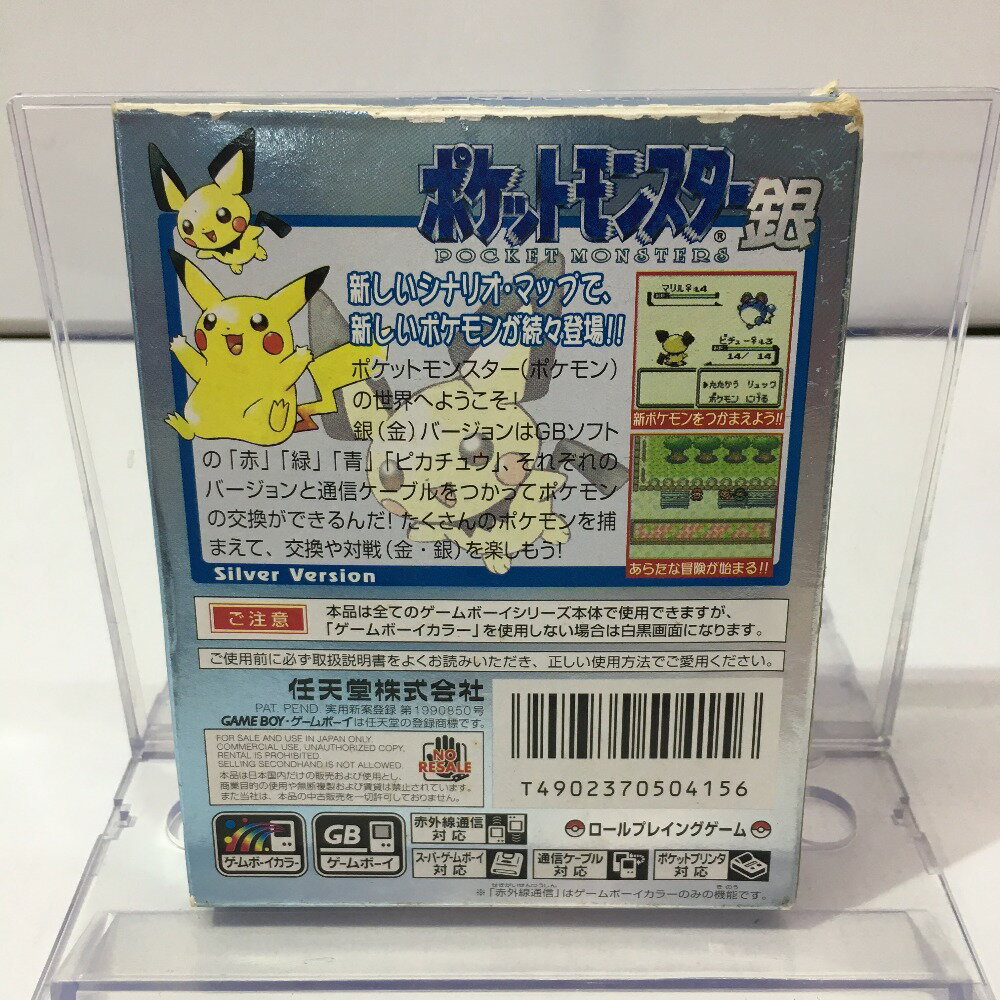 ポケットモンスター銀
®
POCKET MONSTERS
新しいシナリオ・マップで、
新しいポケモンが続々登場!!
ポケットモンスター(ポケモン)
の世界へようこそ!
銀(金)バージョンはGBソフト
の「赤」「緑」「青」「ピカチュウ」、それぞれの
バージョンと通信ケーブルをつかってポケモン
の交換ができるんだ!たくさんのポケモンを捕
まえて、交換や対戦(金・銀)を楽しもう!
Silver Version
マリル♀ 4
ピチュー♀ 3
14/ 14
▶たたかう リュック
ポケモン にげる
新ポケモンをつかまえよう!!
あらたな冒険が始まる!!
ご注意
本品は全てのゲームボーイシリーズ本体で使用できますが、
「ゲームボーイカラー」を使用しない場合は白黒画面になります。
ご使用前に必ず取扱説明書をよくお読みいただき、正しい使用方法でご愛用ください。
任天堂株式会社
PAT. PEND 実用新案登録 第1990850号
GAME BOY・ゲームボーイは任天堂の登録商標です。
FOR SALE AND USE IN JAPAN ONLY.
COMMERCIAL USE, UNAUTHORIZED COPY,
RENTAL IS PROHIBITED.
SELLING SECONDHAND IS NOT ALLOWED.
本品は日本国内だけの販売および使用とし、
商業目的の使用や無断複製および賃貸は禁止されています。
また当社は、本品の中古販売を一切許可しておりません。
NO
RESALE
T4902370504156
ゲームボーイカラー
GB
ゲームボーイ
赤外線通信
対応
ロールプレイングゲーム
スーパーゲームボーイ
対応
通信ケーブル
対応
ポケットプリンタ
対応
※「赤外線通信」はゲームボーイカラーのみの機能です。